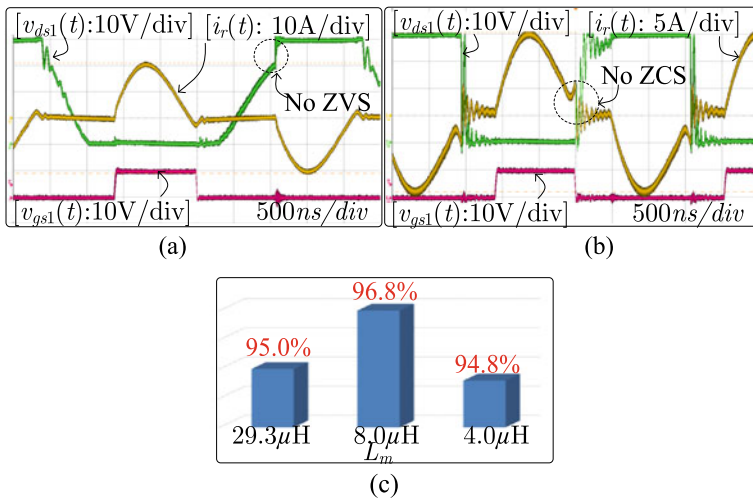 [v_{ds1}(t):10V/div] [i_r(t): 10A/div]
No ZVS
[v_{gs1}(t):10V/div] 500ns/div
(a)
[v_{ds1}(t):10V/div] [i_r(t): 5A/div]
No ZCS
[v_{gs1}(t):10V/div] 500ns/div
(b)
96.8%
95.0%
94.8%
29.3μH 8.0μH 4.0μH
L_m
(c)